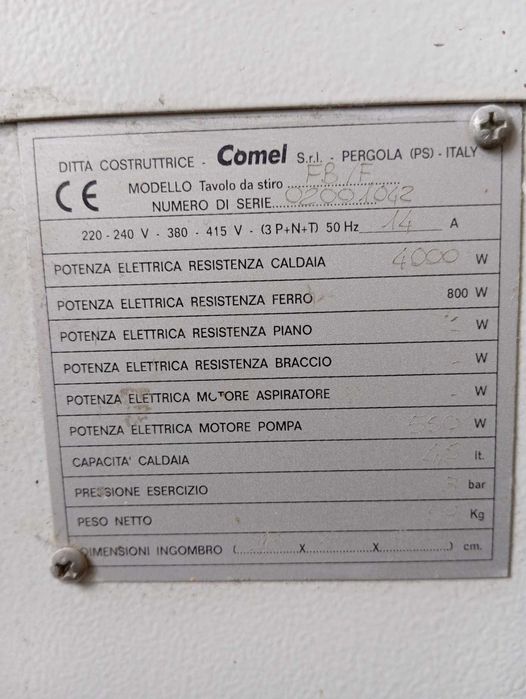 DITTA COSTRUTTRICE - Comel S.r.l. - PERGOLA (PS) - ITALY
CE MODELLO Tavolo da stiro FB/F
NUMERO DI SERIE 02001042
220-240 V - 380 - 415 V - (3 P+N+T) 50 Hz 14 A
POTENZA ELETTRICA RESISTENZA CALDAIA 4000 W
POTENZA ELETTRICA RESISTENZA FERRO 800 W
POTENZA ELETTRICA RESISTENZA PIANO W
POTENZA ELETTRICA RESISTENZA BRACCIO - W
POTENZA ELETTRICA MOTORE ASPIRATORE - W
POTENZA ELETTRICA MOTORE POMPA 550 W
CAPACITA' CALDAIA lt.
PRESSIONE ESERCIZIO bar
PESO NETTO Kg
DIMENSIONI INGOMBRO (............X............X............) cm.